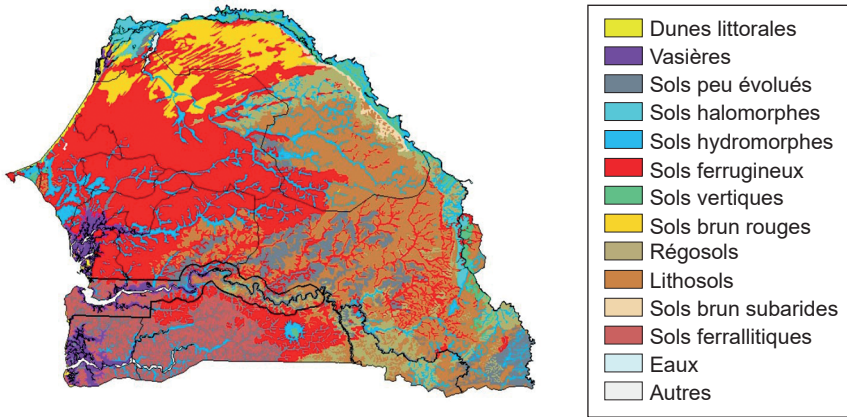 Dunes littorales
Vasières
Sols peu évolués
Sols halomorphes
Sols hydromorphes
Sols ferrugineux
Sols vertiques
Sols brun rouges
Régosols
Lithosols
Sols brun subarides
Sols ferrallitiques
Eaux
Autres